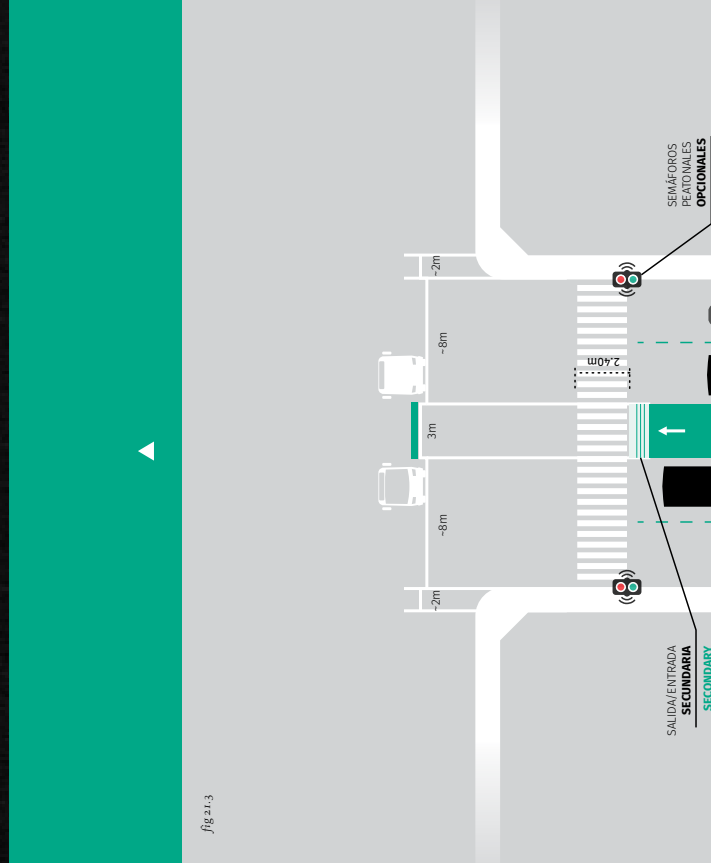 SEMÁFOROS
PEATONALES
OPCIONALES
~2m
~8m
2.40m
3m
~8m
~2m
SALIDA/ENTRADA
SECUNDARIA
SECONDARY
fig 21.3